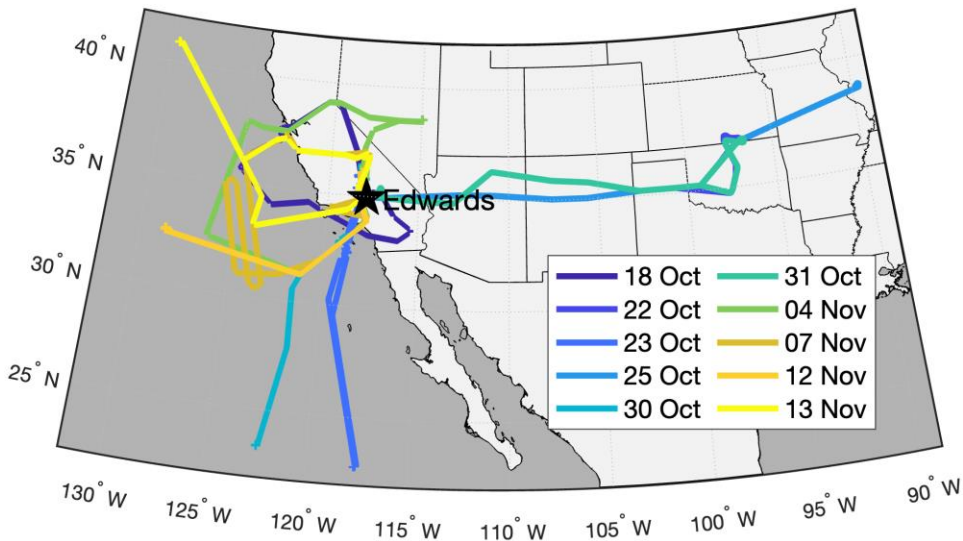 40° N
35° N
30° N
25° N
Edwards
18 Oct
22 Oct
23 Oct
25 Oct
30 Oct
31 Oct
04 Nov
07 Nov
12 Nov
13 Nov
130° W
125° W
120° W
115° W
110° W
105° W
100° W
95° W
90° W